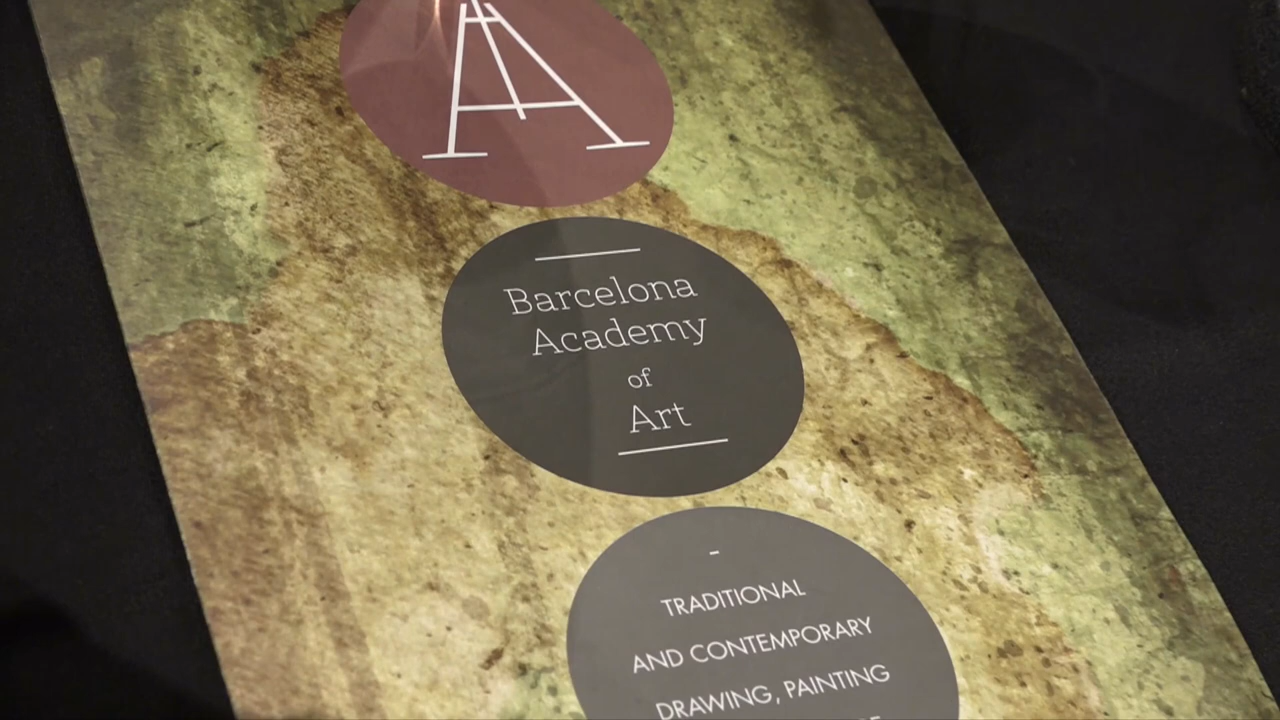 Barcelona
Academy
of
Art
-
TRADITIONAL
AND CONTEMPORARY
DRAWING, PAINTING